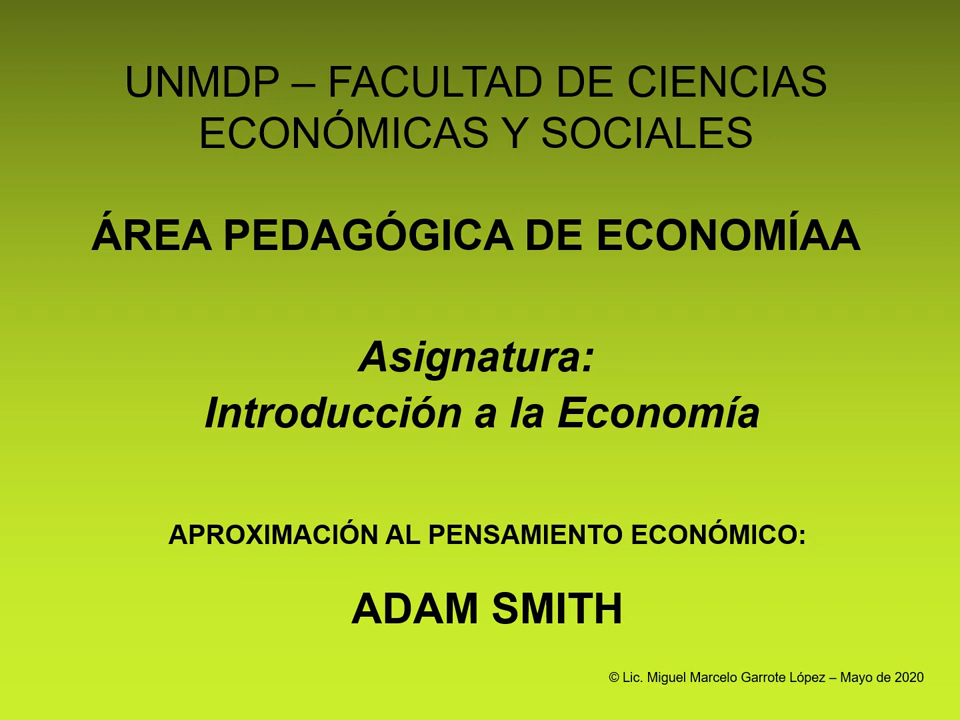 UNMDP – FACULTAD DE CIENCIAS
ECONÓMICAS Y SOCIALES
ÁREA PEDAGÓGICA DE ECONOMÍAA
Asignatura:
Introducción a la Economía
APROXIMACIÓN AL PENSAMIENTO ECONÓMICO:
ADAM SMITH
© Lic. Miguel Marcelo Garrote López – Mayo de 2020